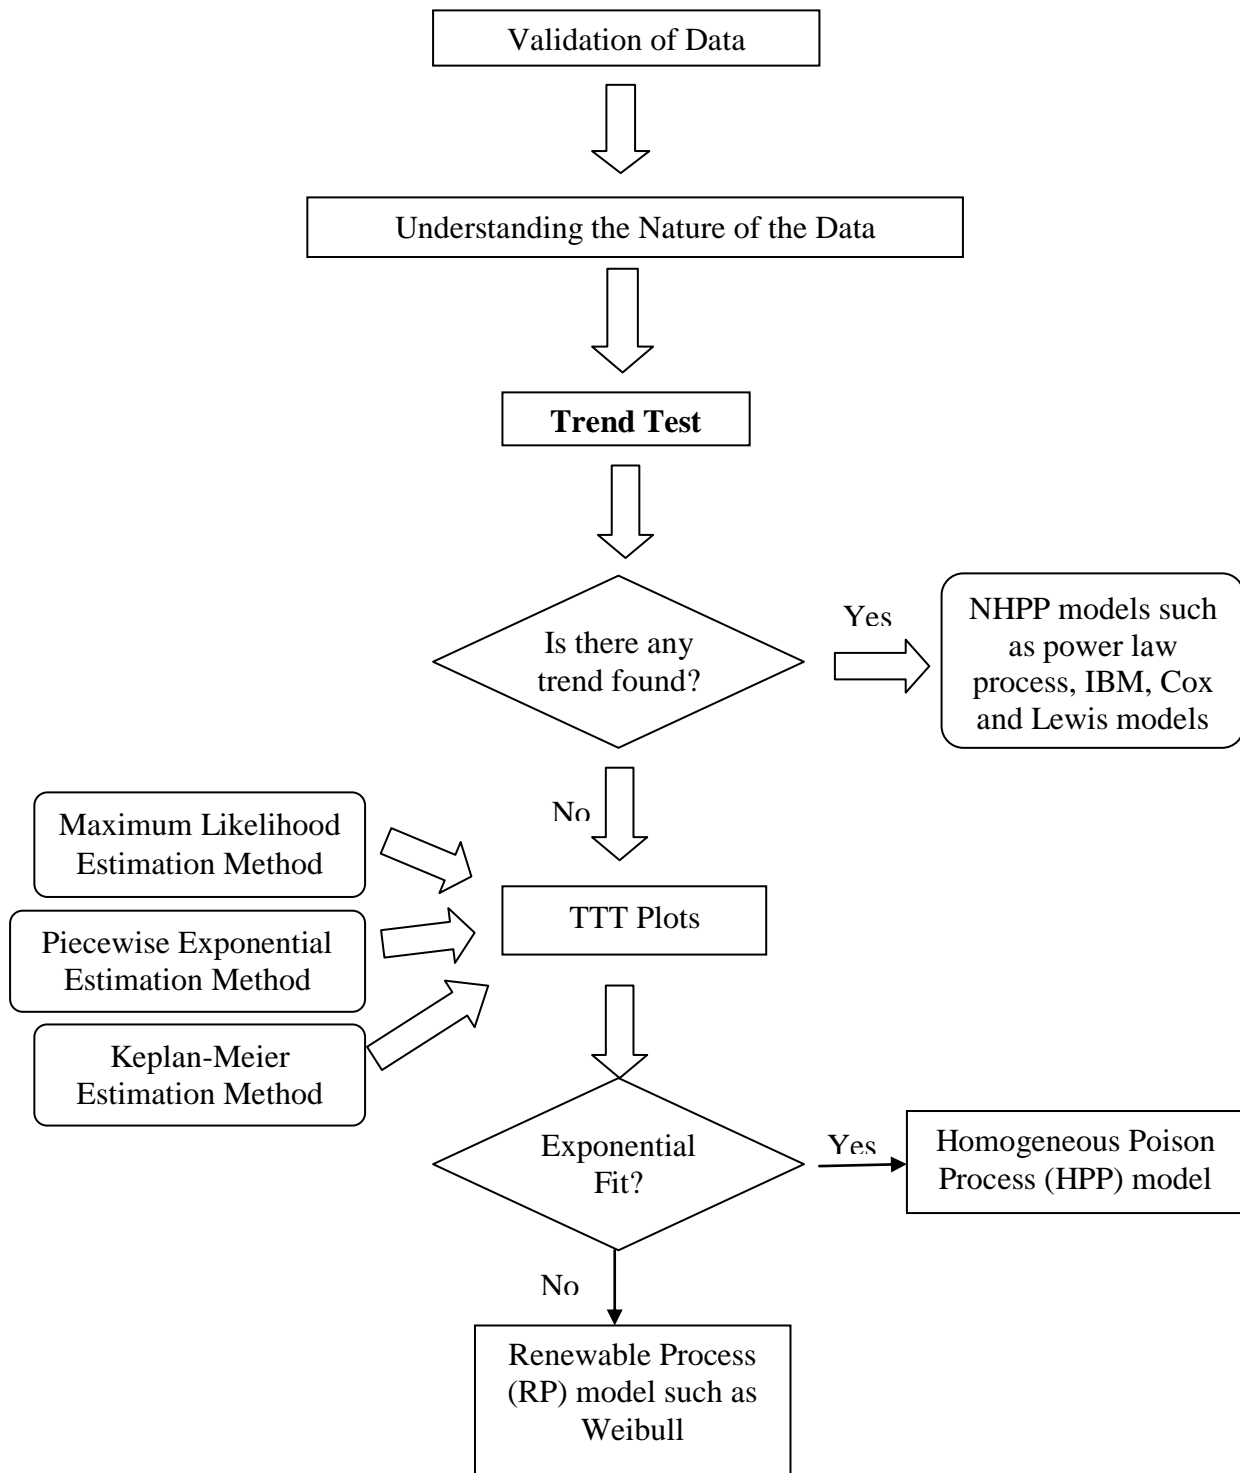 Validation of Data
Understanding the Nature of the Data
Trend Test
Is there any
trend found?
Yes
NHPP models such
as power law
process, IBM, Cox
and Lewis models
No
Maximum Likelihood
Estimation Method
Piecewise Exponential
Estimation Method
Keplan-Meier
Estimation Method
TTT Plots
Exponential
Fit?
Yes
Homogeneous Poison
Process (HPP) model
No
Renewable Process
(RP) model such as
Weibull